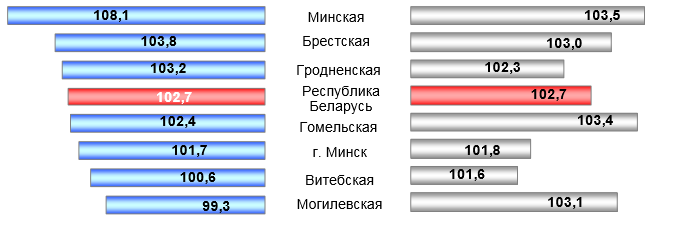 108,1 Минская 103,5
103,8 Брестская 103,0
103,2 Гродненская 102,3
102,7 Республика Беларусь 102,7
102,4 Гомельская 103,4
101,7 г. Минск 101,8
100,6 Витебская 101,6
99,3 Могилевская 103,1